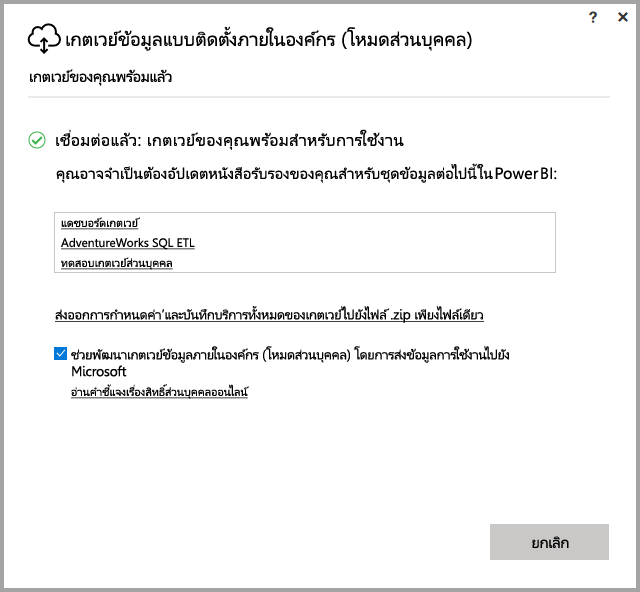 ? ×
เกตเวย์ข้อมูลแบบติดตั้งภายในองค์กร (โหมดส่วนบุคคล)
เกตเวย์ของคุณพร้อมแล้ว
เชื่อมต่อแล้ว: เกตเวย์ของคุณพร้อมสำหรับการใช้งาน
คุณอาจจำเป็นต้องอัปเดตหนังสือรับรองของคุณสำหรับชุดข้อมูลต่อไปนี้ใน Power BI:
แดชบอร์ดเกตเวย์
AdventureWorks SQL ETL
ทดสอบเกตเวย์ส่วนบุคคล
ส่งออกการกำหนดค่า'และบันทึกบริการทั้งหมดของเกตเวย์ไปยังไฟล์ .zip เพียงไฟล์เดียว
ช่วยพัฒนาเกตเวย์ข้อมูลภายในองค์กร (โหมดส่วนบุคคล) โดยการส่งข้อมูลการใช้งานไปยัง
Microsoft
อ่านคำชี้แจงเรื่องสิทธิ์ส่วนบุคคลออนไลน์
ยกเลิก